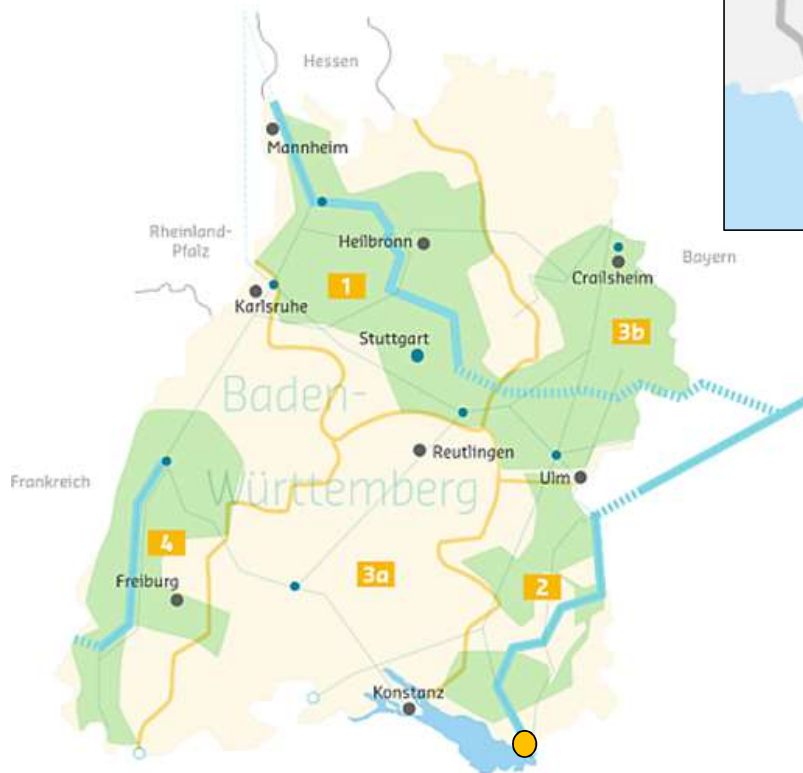 Hessen
Mannheim
Rheinland-
Pfalz
Heilbronn
Bayern
Crailsheim
1
Karlsruhe
Stuttgart
3b
Baden-
Reutlingen
Frankreich
Württemberg
Ulm
4
3a
2
Freiburg
Konstanz